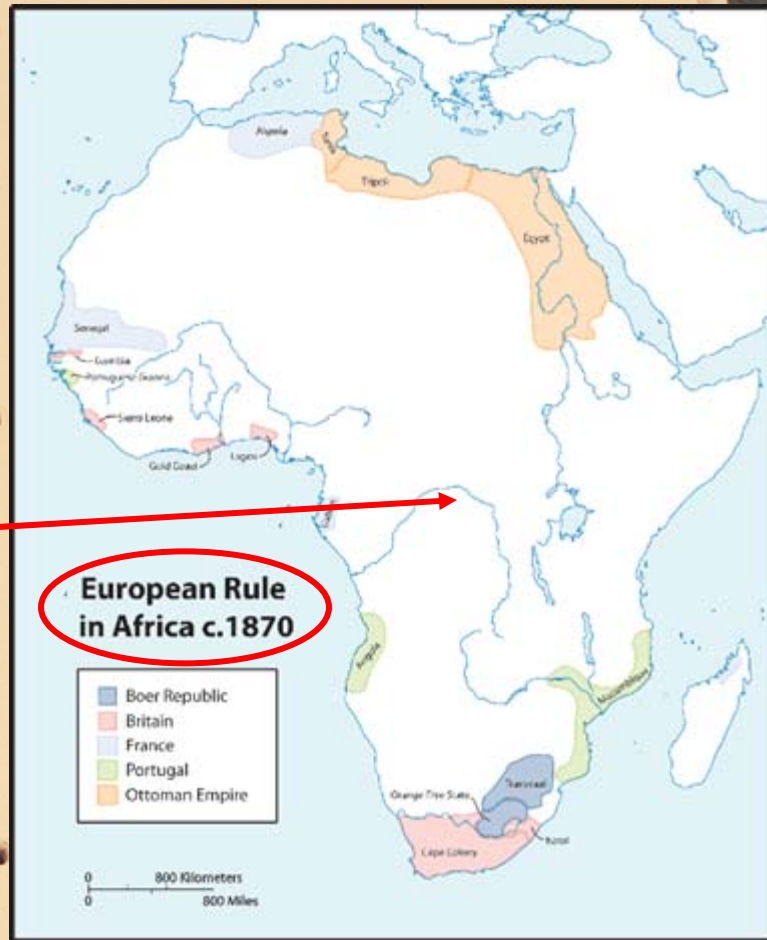 Algeria
Tunis
Tripoli
Egypt
Senegal
Gambia
Portuguese Guinea
Sierra Leone
Gold Coast
Lagos
European Rule
in Africa c.1870
Angola
Mozambique
Boer Republic
Britain
France
Portugal
Ottoman Empire
Transvaal
Orange Free State
Natal
Cape Colony
0 800 Kilometers
0 800 Miles